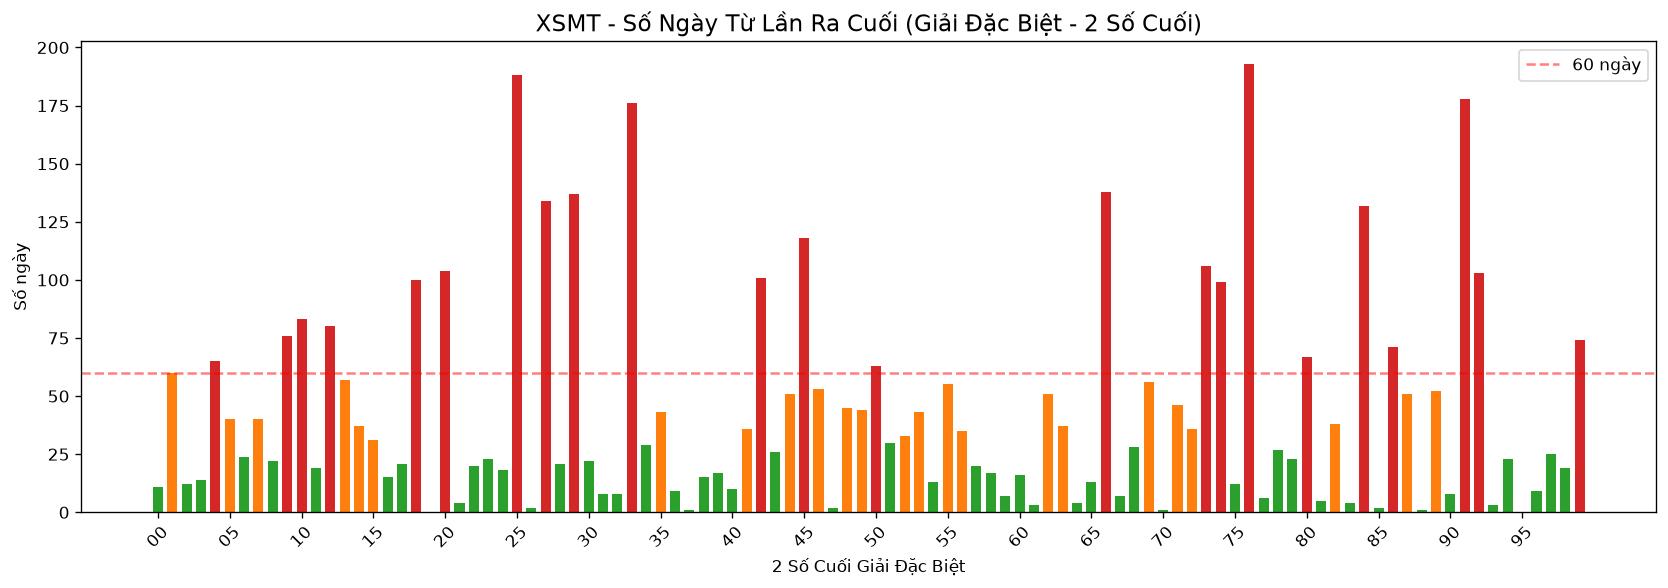 XSMT - Số Ngày Từ Lần Ra Cuối (Giải Đặc Biệt - 2 Số Cuối)
60 ngày
Số ngày
200
175
150
125
100
75
50
25
0
00 05 10 15 20 25 30 35 40 45 50 55 60 65 70 75 80 85 90 95
2 Số Cuối Giải Đặc Biệt